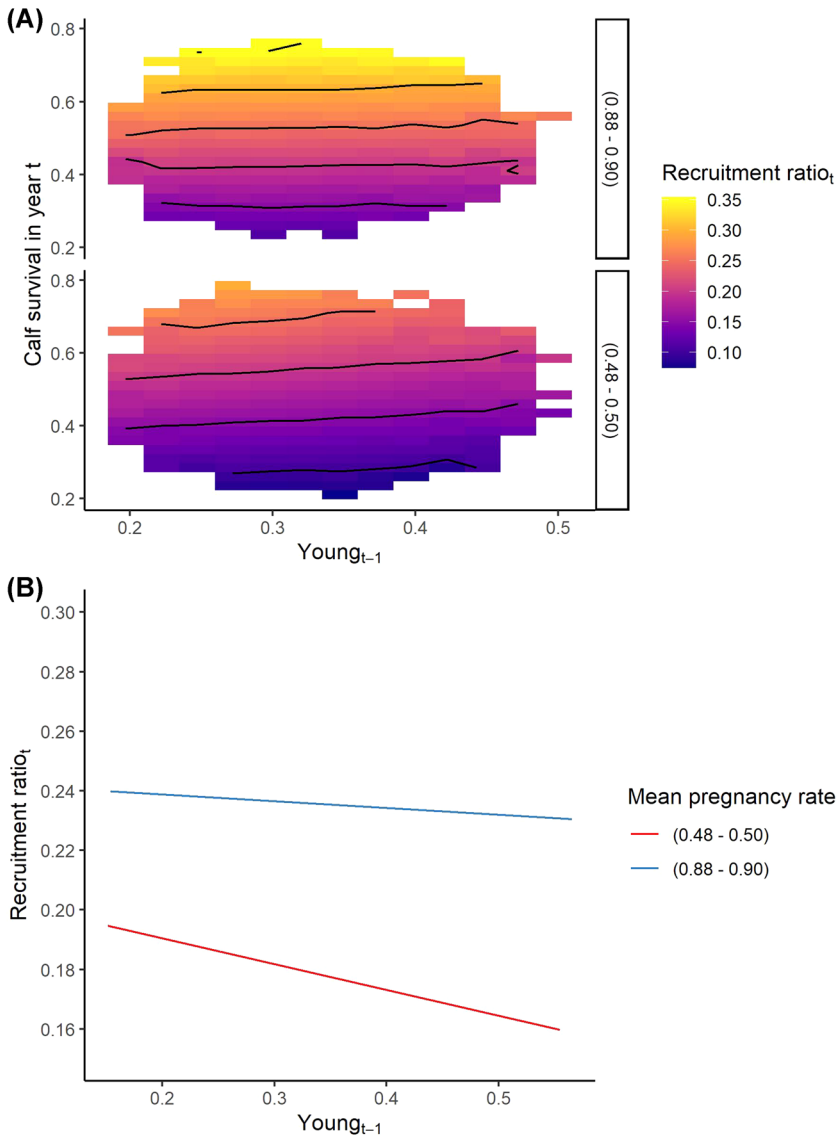 (A)
Calf survival in year t
0.8
0.6
0.4
0.2
(0.88 - 0.90)
0.8
0.6
0.4
0.2
(0.48 - 0.50)
0.2 0.3 0.4 0.5
Young t−1
Recruitment ratio t
0.35
0.30
0.25
0.20
0.15
0.10
(B)
Recruitment ratio t
0.30
0.28
0.26
0.24
0.22
0.20
0.18
0.16
0.2 0.3 0.4 0.5
Young t−1
Mean pregnancy rate
(0.48 - 0.50)
(0.88 - 0.90)